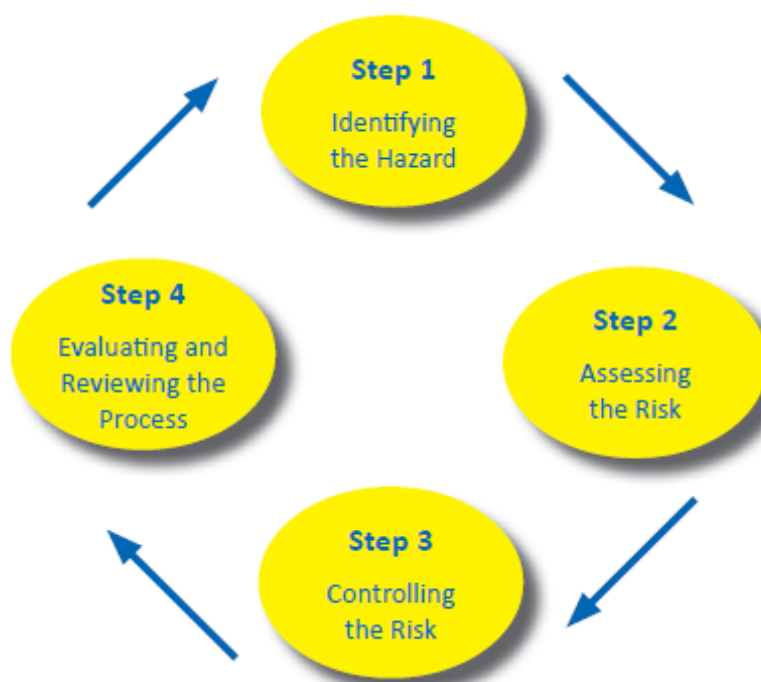 Step 1
Identifying
the Hazard
Step 2
Assessing
the Risk
Step 3
Controlling
the Risk
Step 4
Evaluating and
Reviewing the
Process